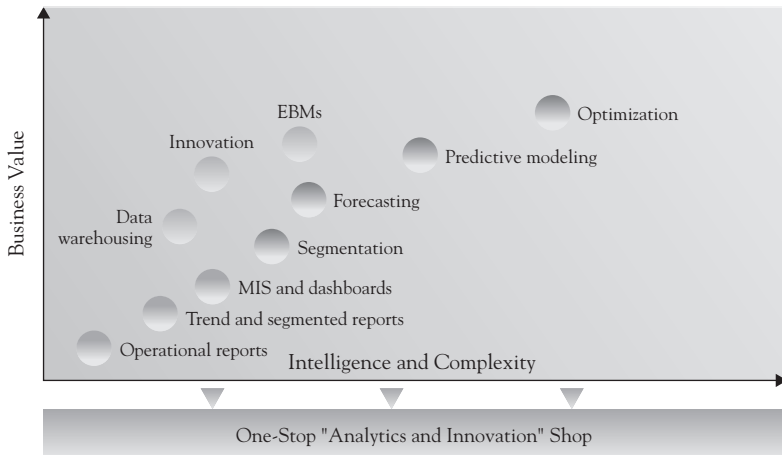 Business Value
EBMs
Optimization
Innovation
Predictive modeling
Forecasting
Data
warehousing
Segmentation
MIS and dashboards
Trend and segmented reports
Operational reports
Intelligence and Complexity
One-Stop "Analytics and Innovation" Shop